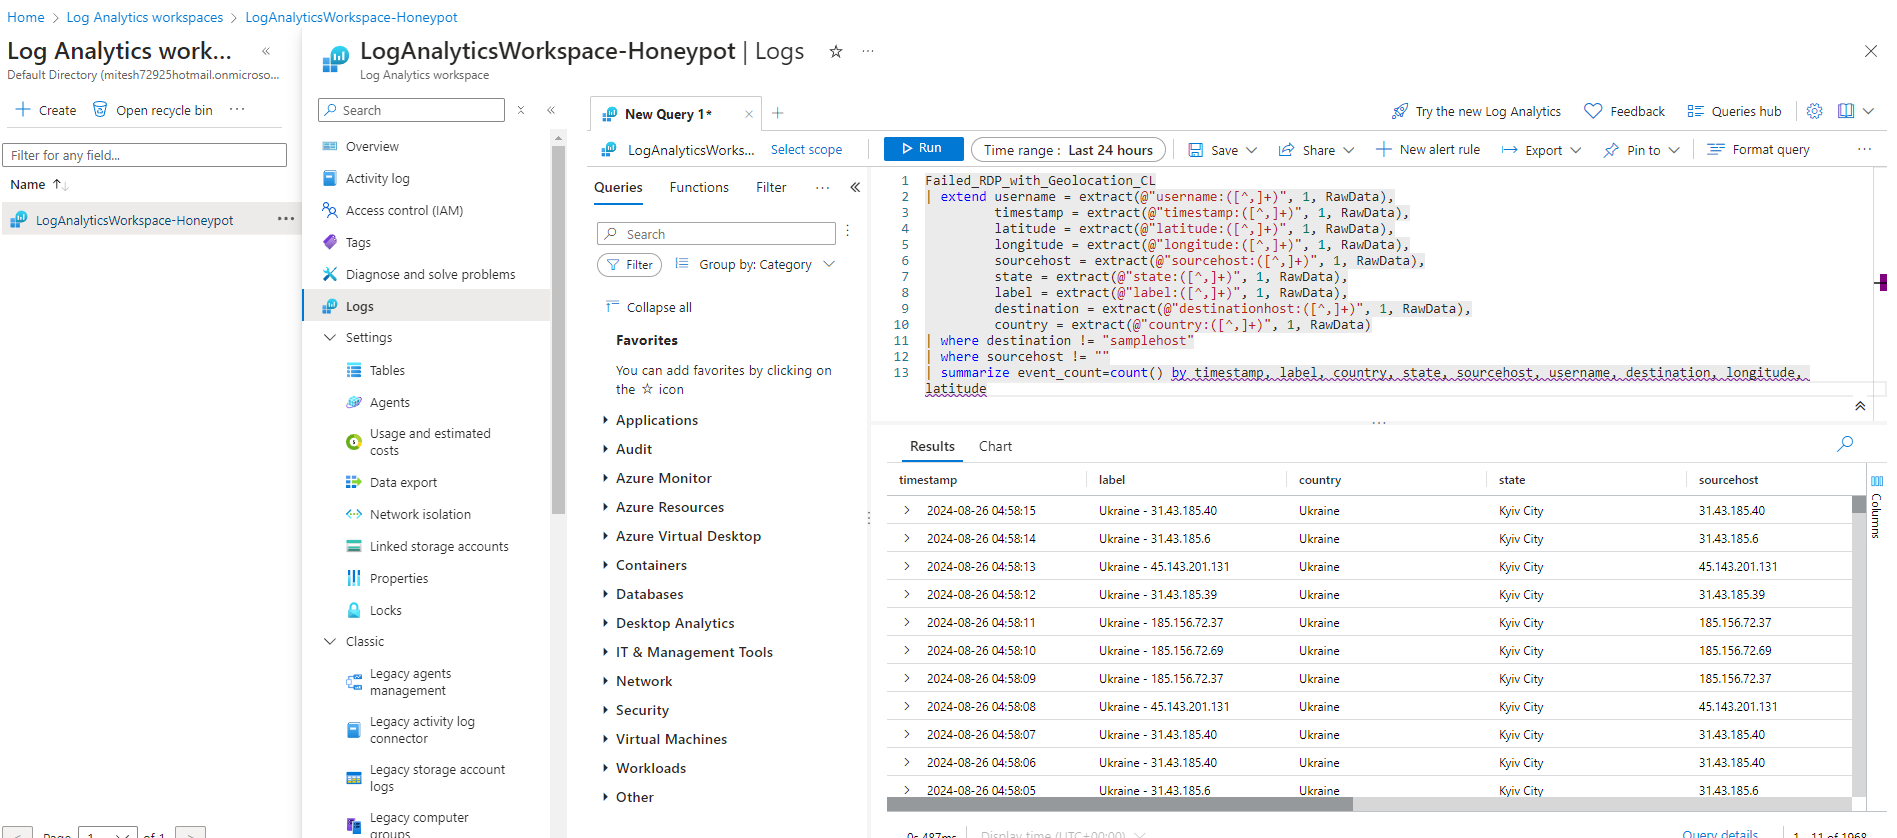 Home > Log Analytics workspaces > LogAnalyticsWorkspace-Honeypot
Log Analytics work... «
Default Directory (mitesh72925hotmail.onmicroso...
+ Create Open recycle bin ...
Filter for any field...
Name ↑↓
LogAnalyticsWorkspace-Honeypot ...
Page 1 of 1
LogAnalyticsWorkspace-Honeypot | Logs ☆ ...
Log Analytics workspace
Search
Overview
Activity log
Access control (IAM)
Tags
Diagnose and solve problems
Logs
Settings
Tables
Agents
Usage and estimated
costs
Data export
Network isolation
Linked storage accounts
Properties
Locks
Classic
Legacy agents
management
Legacy activity log
connector
Legacy storage account
logs
Legacy computer
groups
New Query 1*
Try the new Log Analytics Feedback Queries hub
LogAnalyticsWorks... Select scope
Run Time range : Last 24 hours Save Share New alert rule Export Pin to Format query ...
Queries Functions Filter ... «
Search
Filter Group by: Category
Collapse all
Favorites
You can add favorites by clicking on
the ☆ icon
Applications
Audit
Azure Monitor
Azure Resources
Azure Virtual Desktop
Containers
Databases
Desktop Analytics
IT & Management Tools
Network
Security
Virtual Machines
Workloads
Other
1 Failed_RDP_with_Geolocation_CL
2 | extend username = extract(@"username:([^,]+)", 1, RawData),
3 timestamp = extract(@"timestamp:([^,]+)", 1, RawData),
4 latitude = extract(@"latitude:([^,]+)", 1, RawData),
5 longitude = extract(@"longitude:([^,]+)", 1, RawData),
6 sourcehost = extract(@"sourcehost:([^,]+)", 1, RawData),
7 state = extract(@"state:([^,]+)", 1, RawData),
8 label = extract(@"label:([^,]+)", 1, RawData),
9 destination = extract(@"destinationhost:([^,]+)", 1, RawData),
10 country = extract(@"country:([^,]+)", 1, RawData)
11 | where destination != "samplehost"
12 | where sourcehost != ""
13 | summarize event_count=count() by timestamp, label, country, state, sourcehost, username, destination, longitude,
latitude
Results Chart
timestamp label country state sourcehost
2024-08-26 04:58:15 Ukraine - 31.43.185.40 Ukraine Kyiv City 31.43.185.40
2024-08-26 04:58:14 Ukraine - 31.43.185.6 Ukraine Kyiv City 31.43.185.6
2024-08-26 04:58:13 Ukraine - 45.143.201.131 Ukraine Kyiv City 45.143.201.131
2024-08-26 04:58:12 Ukraine - 31.43.185.39 Ukraine Kyiv City 31.43.185.39
2024-08-26 04:58:11 Ukraine - 185.156.72.37 Ukraine Kyiv City 185.156.72.37
2024-08-26 04:58:10 Ukraine - 185.156.72.69 Ukraine Kyiv City 185.156.72.69
2024-08-26 04:58:09 Ukraine - 185.156.72.37 Ukraine Kyiv City 185.156.72.37
2024-08-26 04:58:08 Ukraine - 45.143.201.131 Ukraine Kyiv City 45.143.201.131
2024-08-26 04:58:07 Ukraine - 31.43.185.40 Ukraine Kyiv City 31.43.185.40
2024-08-26 04:58:06 Ukraine - 31.43.185.40 Ukraine Kyiv City 31.43.185.40
2024-08-26 04:58:05 Ukraine - 31.43.185.6 Ukraine Kyiv City 31.43.185.6
Columns
0s 487ms Display time (UTC+00:00) Query details 1 - 11 of 1968